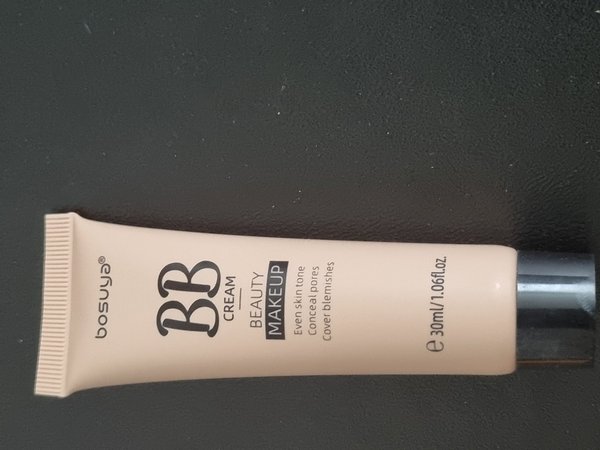 bosuya®
BB
CREAM
BEAUTY
MAKEUP
Even skin tone
Conceal pores
Cover blemishes
℮ 30ml/1.06fl.oz.